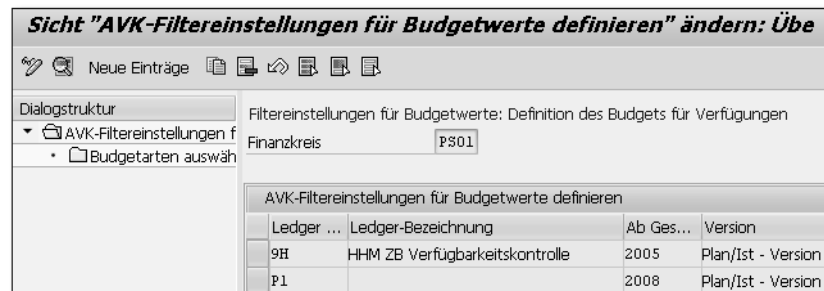 Sicht "AVK-Filtereinstellungen für Budgetwerte definieren" ändern: Übe
Neue Einträge
Dialogstruktur
AVK-Filtereinstellungen f
Budgetarten auswäh
Filtereinstellungen für Budgetwerte: Definition des Budgets für Verfügungen
Finanzkreis PS01
AVK-Filtereinstellungen für Budgetwerte definieren
Ledger ... Ledger-Bezeichnung Ab Ges... Version
9H HHM ZB Verfügbarkeitskontrolle 2005 Plan/Ist - Version
P1 2008 Plan/Ist - Version